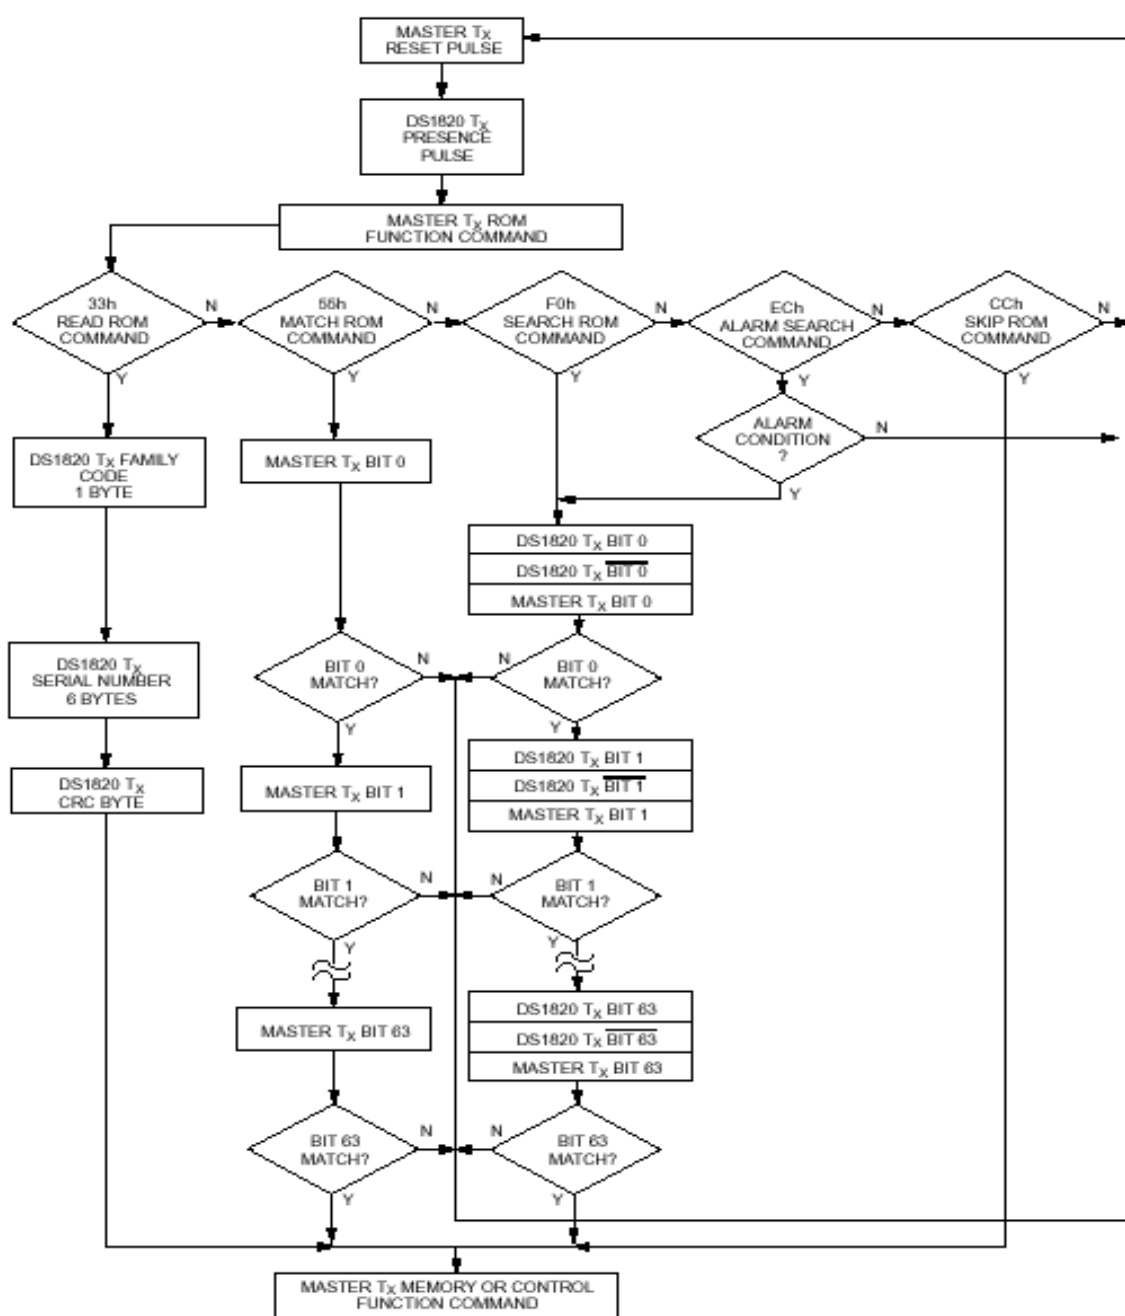 MASTER TX
RESET PULSE
DS1820 TX
PRESENCE
PULSE
MASTER TX ROM
FUNCTION COMMAND
33h
READ ROM
COMMAND
N
Y
55h
MATCH ROM
COMMAND
N
Y
F0h
SEARCH ROM
COMMAND
N
Y
ECh
ALARM SEARCH
COMMAND
N
Y
CCh
SKIP ROM
COMMAND
N
Y
ALARM
CONDITION
?
N
Y
DS1820 TX FAMILY
CODE
1 BYTE
DS1820 TX
SERIAL NUMBER
6 BYTES
DS1820 TX
CRC BYTE
MASTER TX BIT 0
BIT 0
MATCH?
N
Y
MASTER TX BIT 1
BIT 1
MATCH?
N
Y
MASTER TX BIT 63
BIT 63
MATCH?
N
Y
DS1820 TX BIT 0
DS1820 TX BIT 0
MASTER TX BIT 0
BIT 0
MATCH?
N
Y
DS1820 TX BIT 1
DS1820 TX BIT 1
MASTER TX BIT 1
BIT 1
MATCH?
N
Y
DS1820 TX BIT 63
DS1820 TX BIT 63
MASTER TX BIT 63
BIT 63
MATCH?
N
Y
MASTER TX MEMORY OR CONTROL
FUNCTION COMMAND